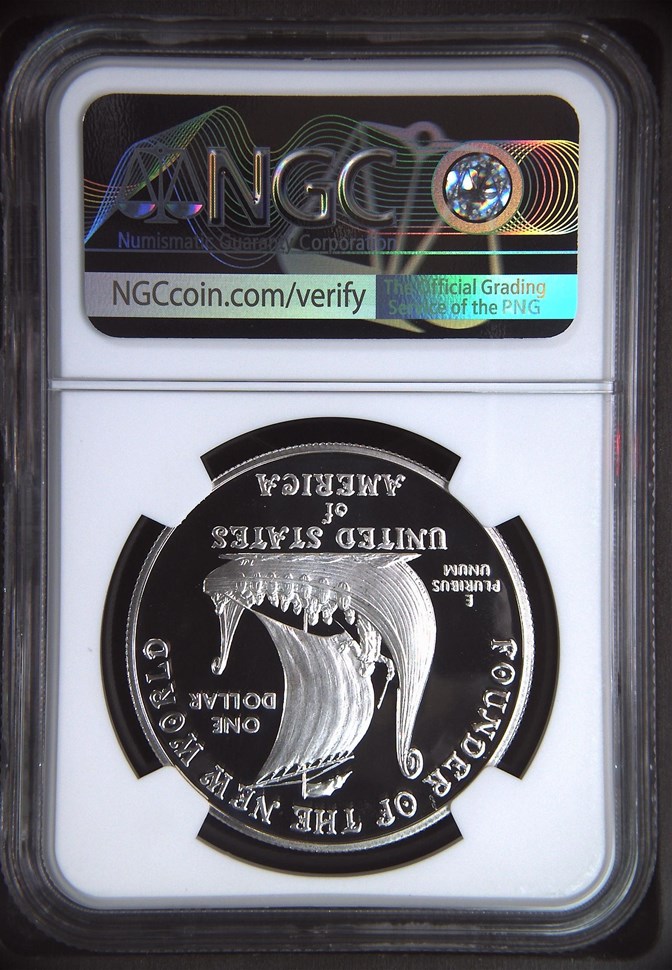 NGC
Numismatic Guaranty Corporation
NGCcoin.com/verify
The Official Grading
Service of the PNG
FOUNDER OF THE NEW WORLD
ONE
DOLLAR
E
PLURIBUS
UNUM
UNITED STATES
of
AMERICA